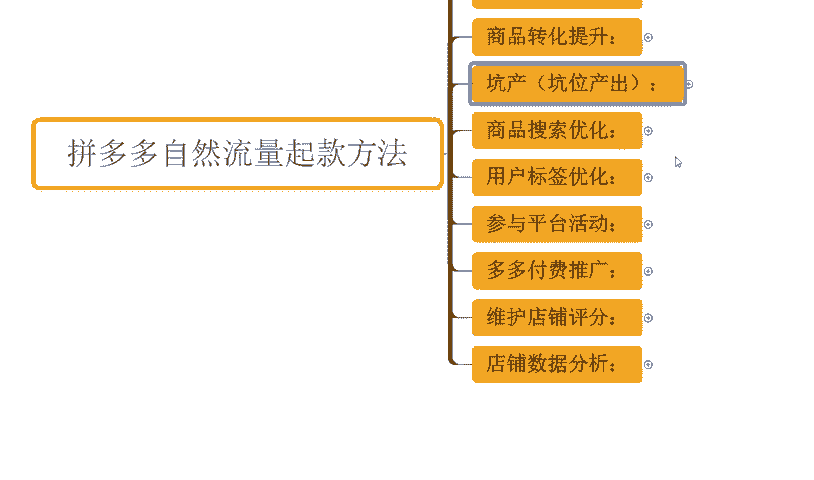 商品转化提升：
坑产（坑位产出）：
商品搜索优化：
拼多多自然流量起款方法
用户标签优化：
参与平台活动：
多多付费推广：
维护店铺评分：
店铺数据分析：